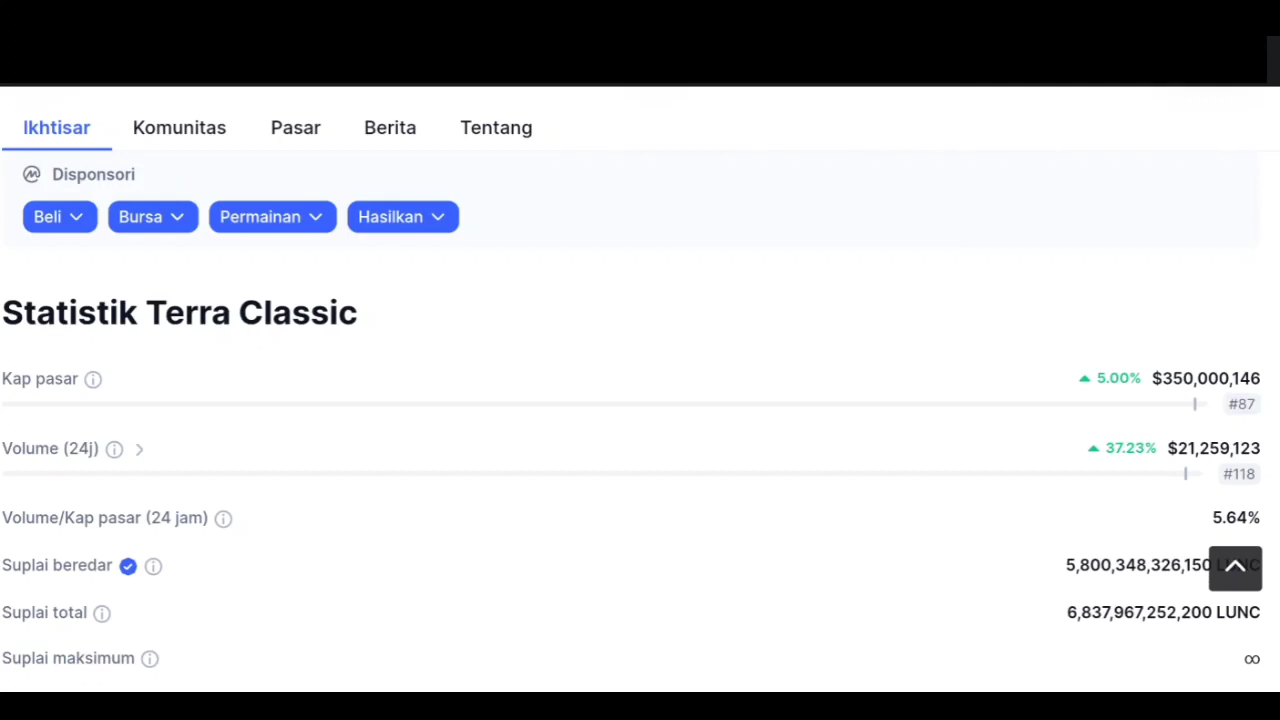 Ikhtisar Komunitas Pasar Berita Tentang
Disponsori
Beli Bursa Permainan Hasilkan
Statistik Terra Classic
Kap pasar 5.00% $350,000,146
#87
Volume (24j) 37.23% $21,259,123
#118
Volume/Kap pasar (24 jam) 5.64%
Suplai beredar 5,800,348,326,150 LUNC
Suplai total 6,837,967,252,200 LUNC
Suplai maksimum ∞